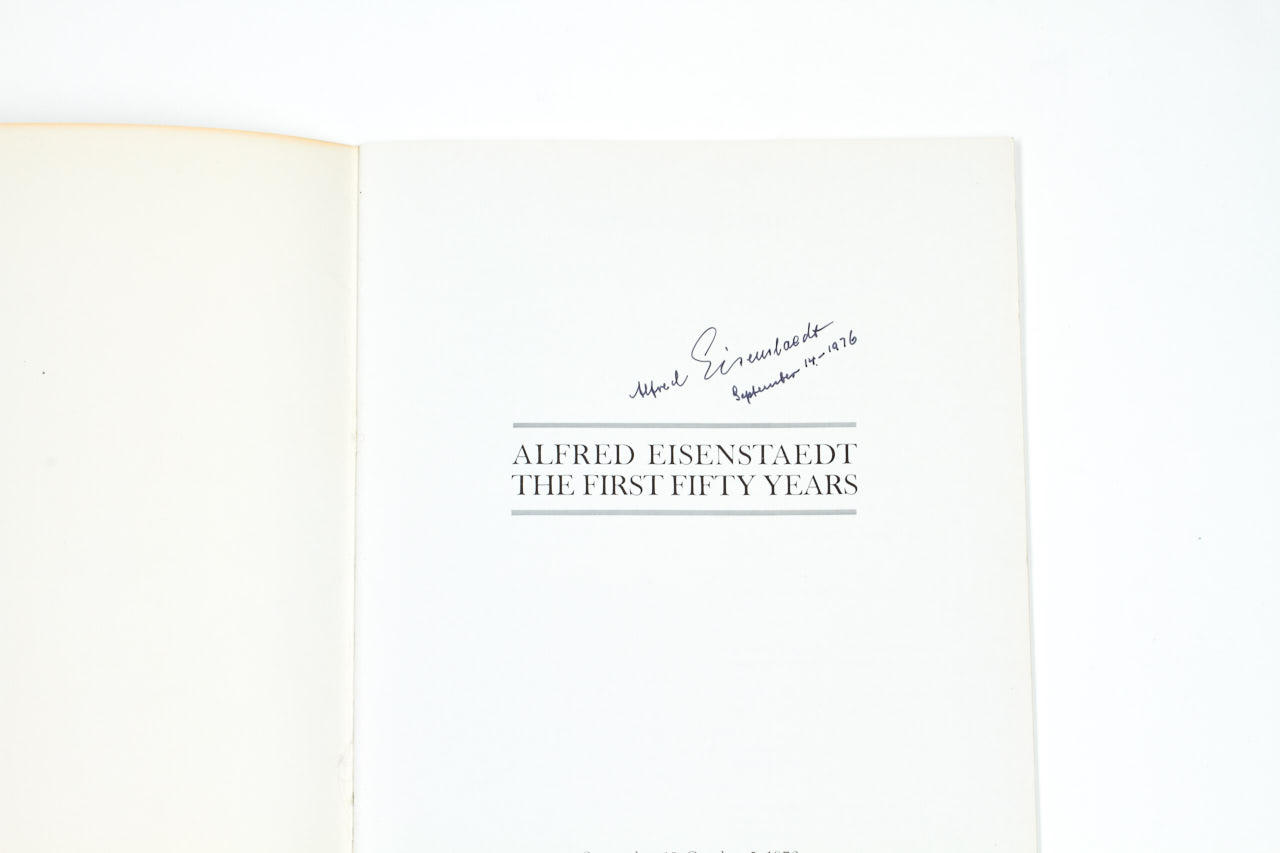 Alfred Eisenstaedt
September 14.-1976
ALFRED EISENSTAEDT
THE FIRST FIFTY YEARS